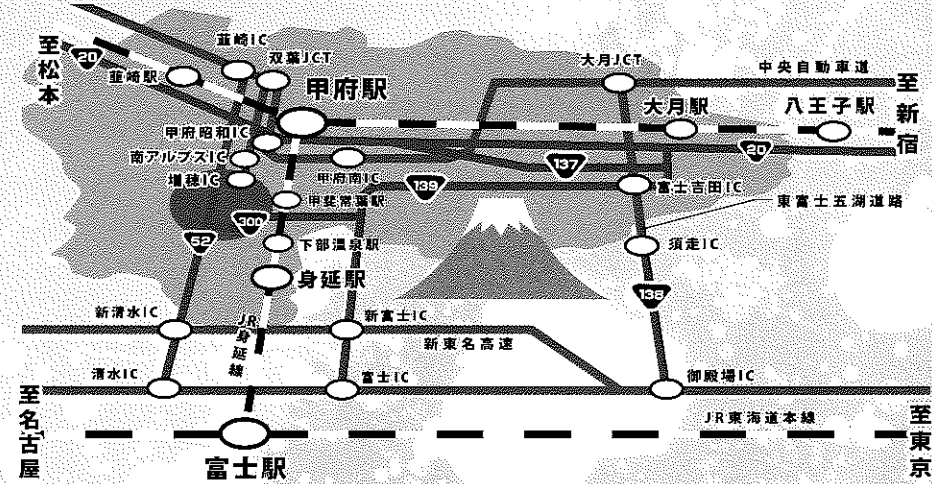 韮崎IC
双葉JCT
大月JCT
至松本
20
韮崎駅
甲府駅
中央自動車道
至新宿
大月駅
八王子駅
甲府昭和IC
20
南アルプスIC
137
甲府南IC
増穂IC
139
富士吉田IC
甲斐常葉駅
東富士五湖道路
300
52
下部温泉駅
須走IC
身延駅
138
新清水IC
JR身延線
新富士IC
新東名高速
清水IC
富士IC
御殿場IC
至名古屋
JR東海道本線
至東京
富士駅